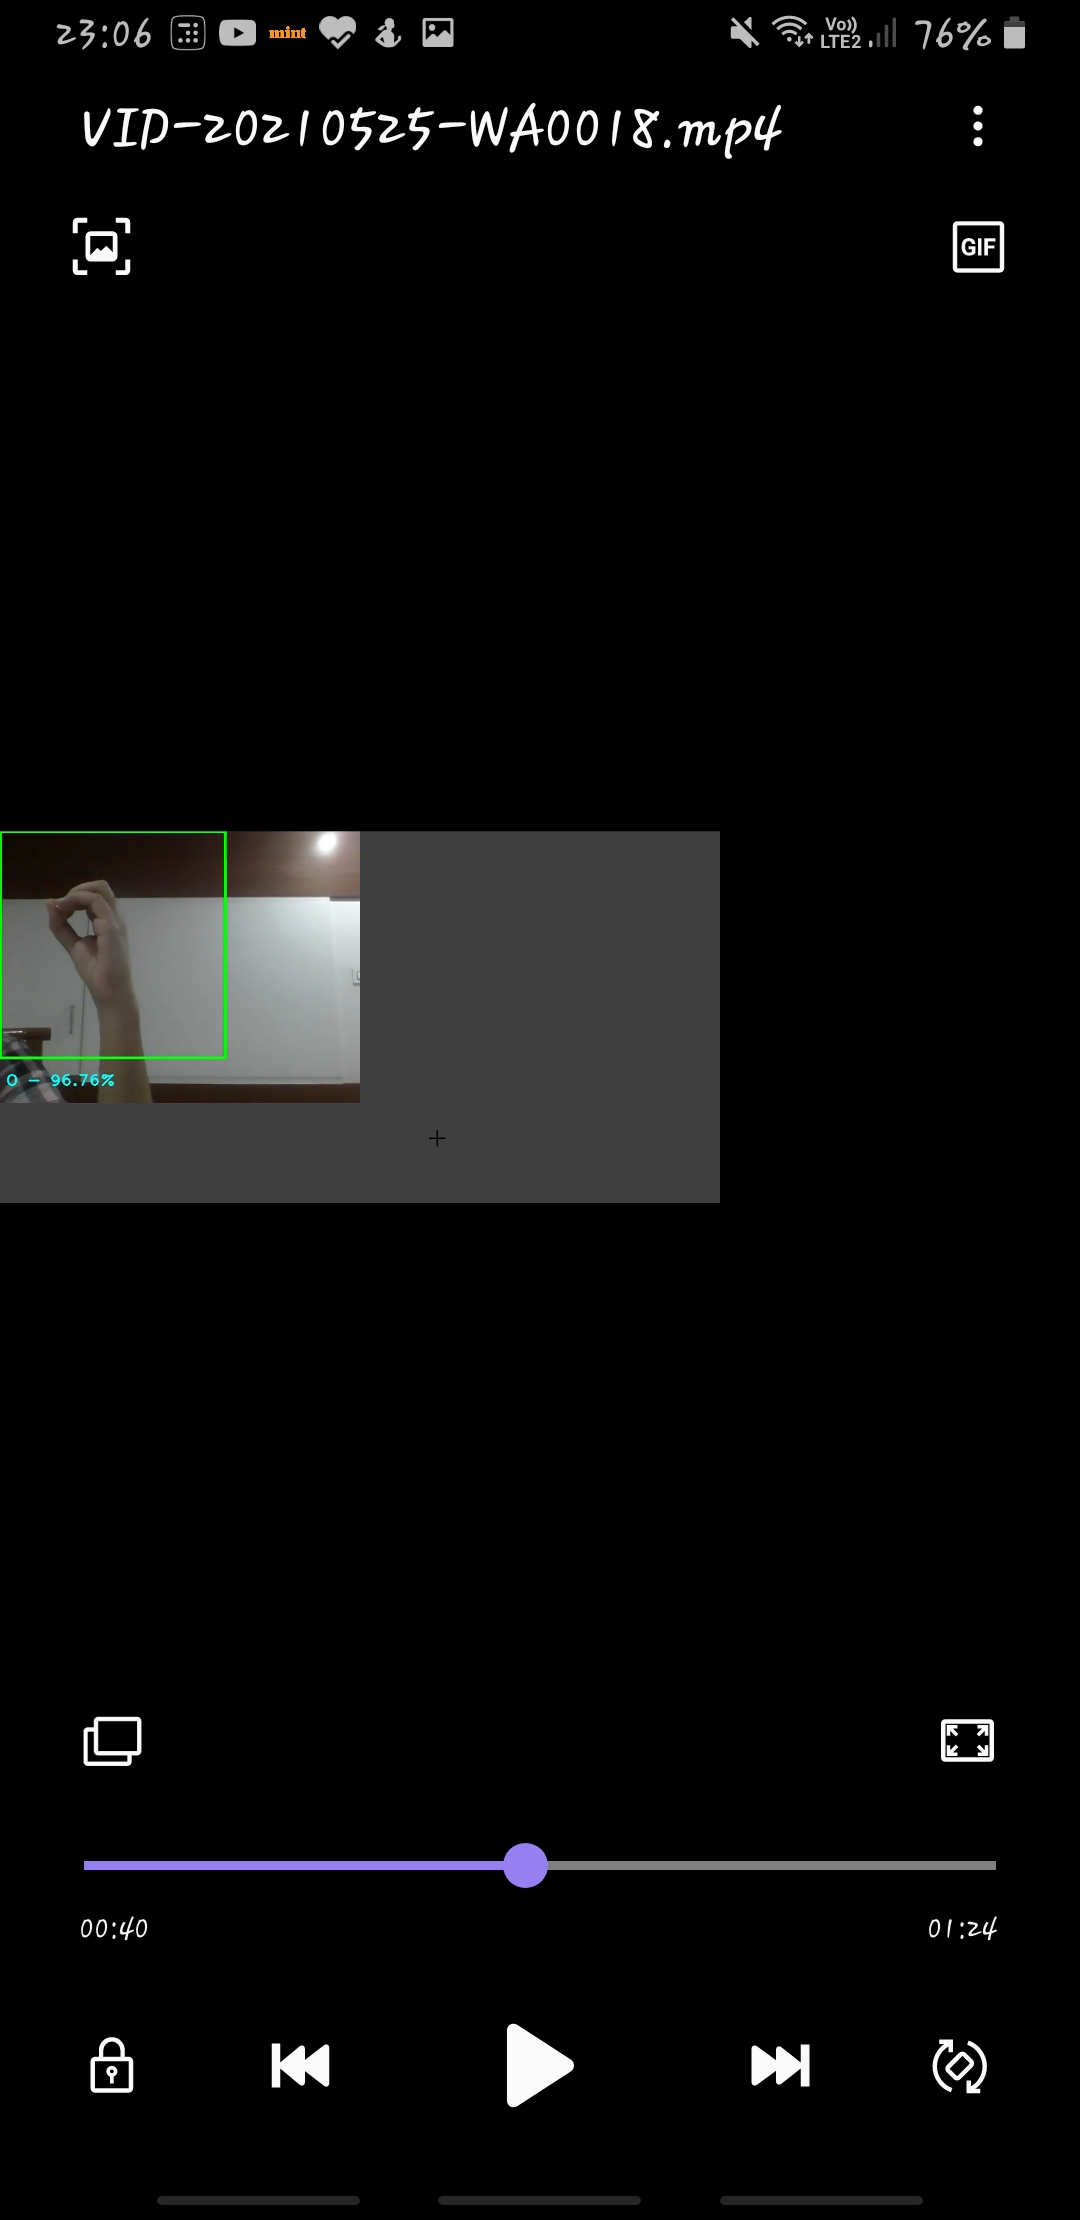 23:06 mint Vo)) LTE2 76%
VID-20210525-WA0018.mp4
GIF
O - 96.76%
00:40 01:24